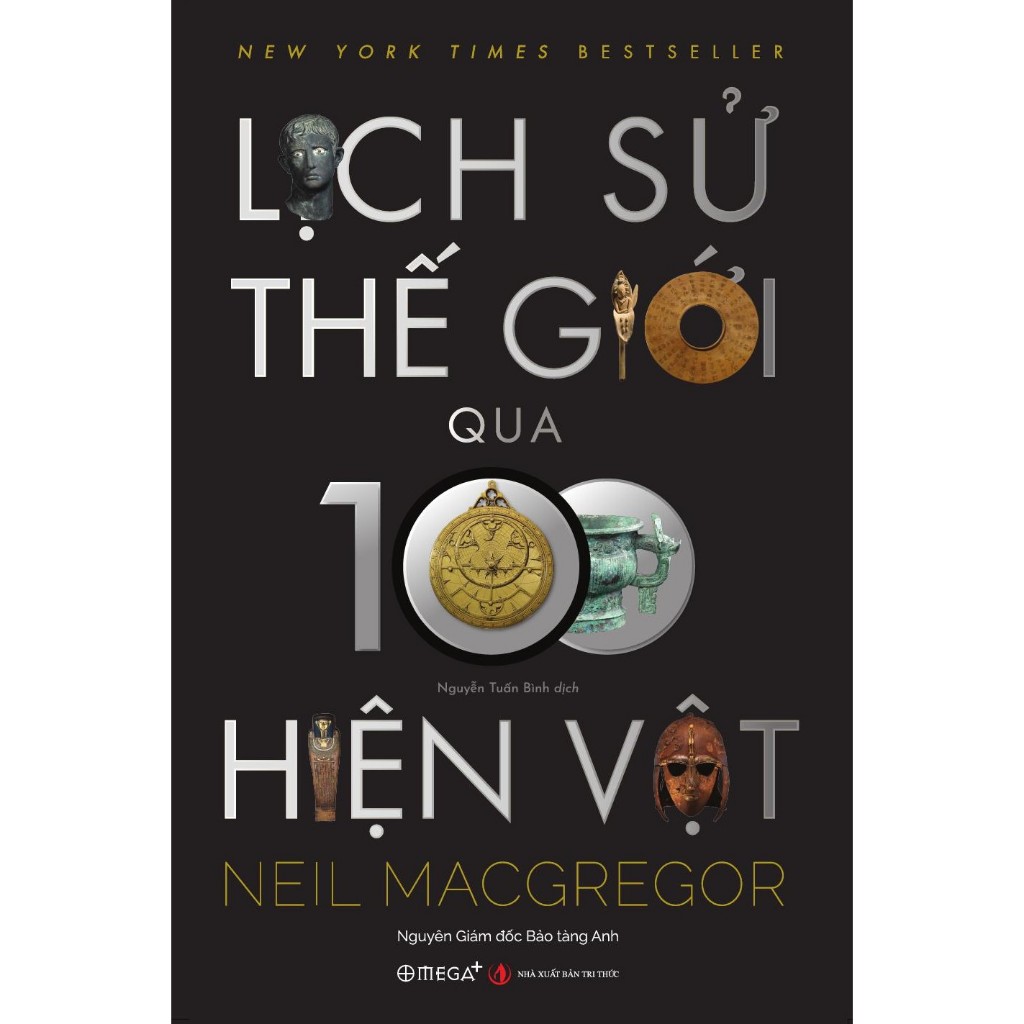 NEW YORK TIMES BESTSELLER
LỊCH SỬ
THẾ GIỚI
QUA
100
Nguyễn Tuấn Bình dịch
HIỆN VẬT
NEIL MACGREGOR
Nguyên Giám đốc Bảo tàng Anh
OMEGA+ NHÀ XUẤT BẢN TRI THỨC